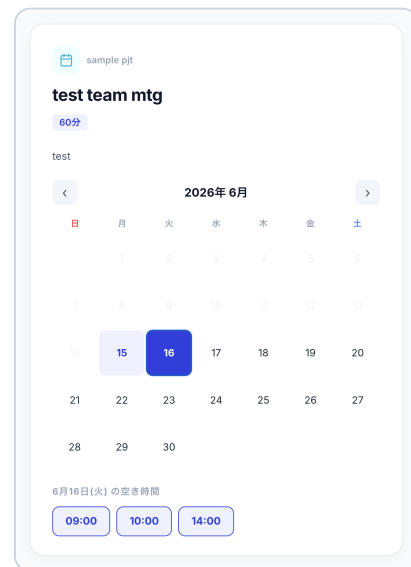 sample pjt
test team mtg
60分
test
2026年 6月
日 月 火 水 木 金 土
1 2 3 4 5 6
7 8 9 10 11 12 13
14 15 16 17 18 19 20
21 22 23 24 25 26 27
28 29 30
6月16日(火) の空き時間
09:00 10:00 14:00